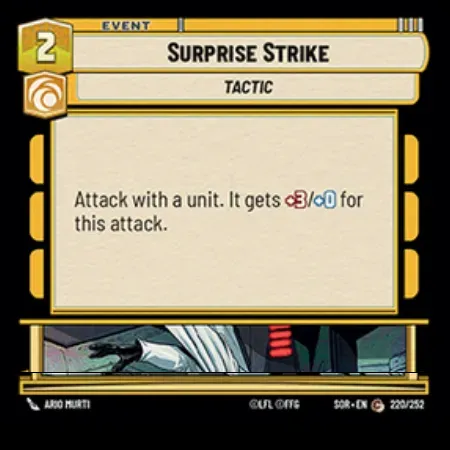 EVENT
2
SURPRISE STRIKE
TACTIC
Attack with a unit. It gets +3/+0 for
this attack.
ARIO MURTI
©LFL ©FFG
SOR • EN C 220/252